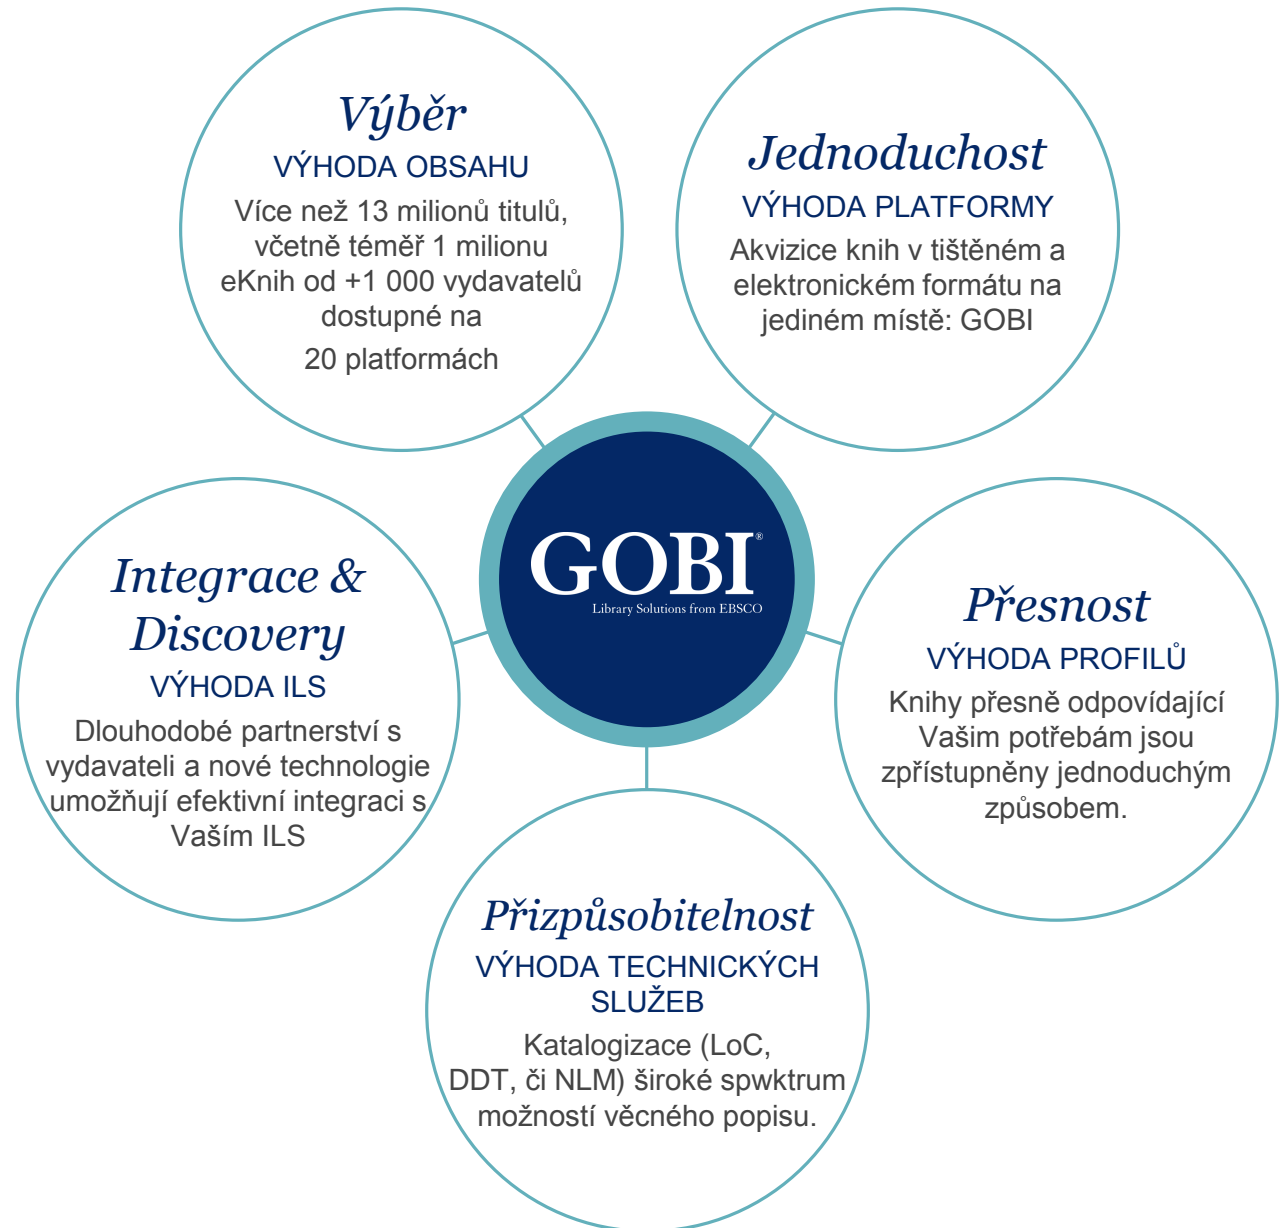 Výběr
VÝHODA OBSAHU
Více než 13 milionů titulů,
včetně téměř 1 milionu
eKnih od +1 000 vydavatelů
dostupné na
20 platformách
Jednoduchost
VÝHODA PLATFORMY
Akvizice knih v tištěném a
elektronickém formátu na
jediném místě: GOBI
GOBI®
Library Solutions from EBSCO
Integrace &
Discovery
VÝHODA ILS
Dlouhodobé partnerství s
vydavateli a nové technologie
umožňují efektivní integraci s
Vaším ILS
Přesnost
VÝHODA PROFILŮ
Knihy přesně odpovídající
Vašim potřebám jsou
zpřístupněny jednoduchým
způsobem.
Přizpůsobitelnost
VÝHODA TECHNICKÝCH
SLUŽEB
Katalogizace (LoC,
DDT, či NLM) široké spwktrum
možností věcného popisu.